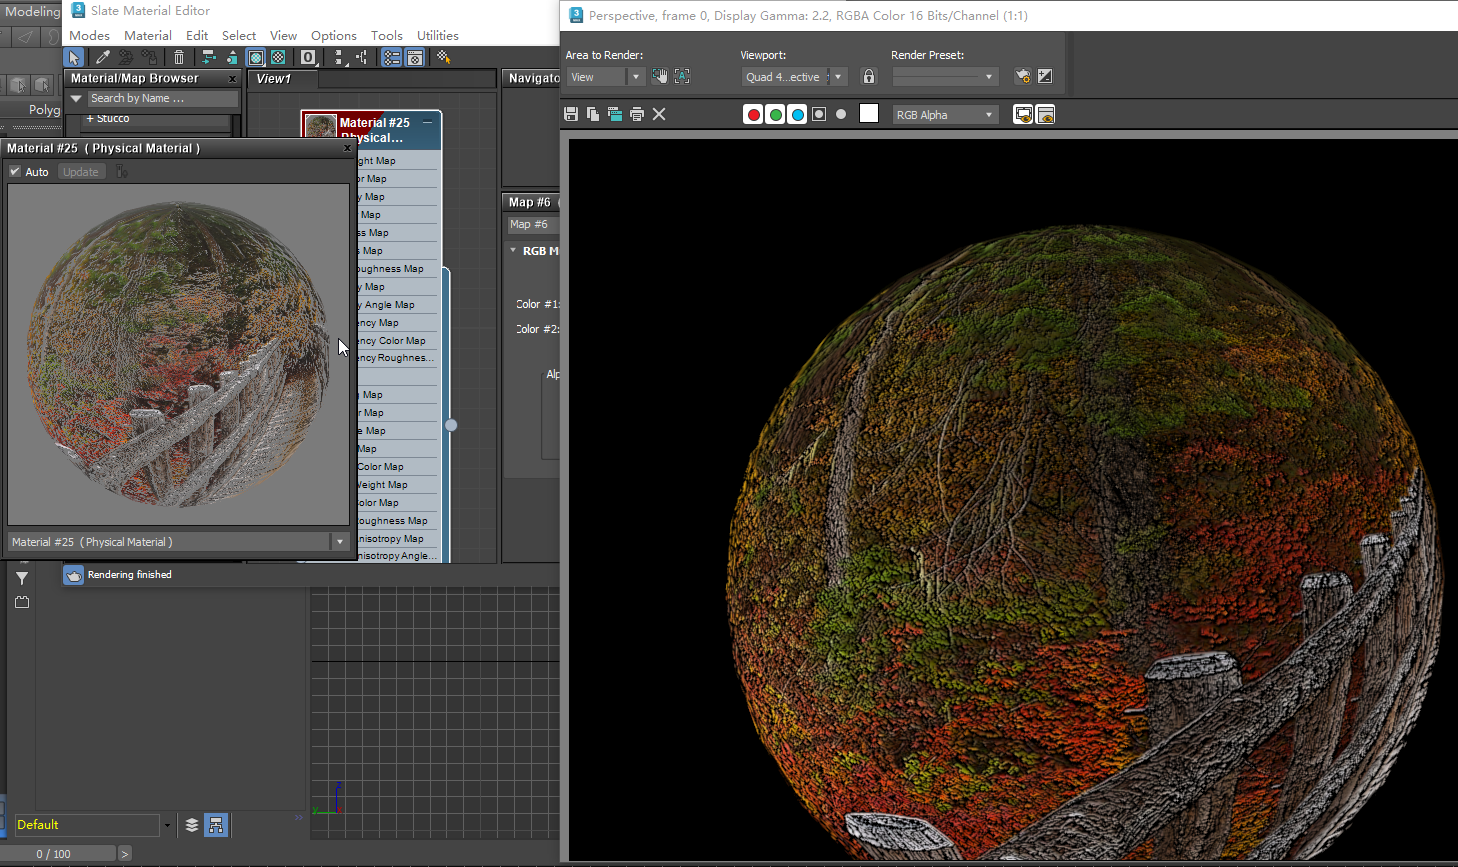 Modeling
Polyg
Slate Material Editor
Modes Material Edit Select View Options Tools Utilities
Material/Map Browser x
Search by Name ...
+ Stucco
View1
Navigato
Material #25
Physical...
Material #25 ( Physical Material ) x
Auto Update
ght Map
or Map
y Map
Map
ss Map
s Map
oughness Map
y Map
y Angle Map
ency Map
ency Color Map
ency Roughnes...
g Map
r Map
e Map
Map
Color Map
Weight Map
olor Map
oughness Map
nisotropy Map
nisotropy Angle...
Material #25 ( Physical Material )
Rendering finished
Map #6 (
Map #6
RGB M
Color #1:
Color #2:
Alp
Default
0 / 100 >
z
y
Perspective, frame 0, Display Gamma: 2.2, RGBA Color 16 Bits/Channel (1:1)
Area to Render:
View
Viewport:
Quad 4...ective
Render Preset:
RGB Alpha